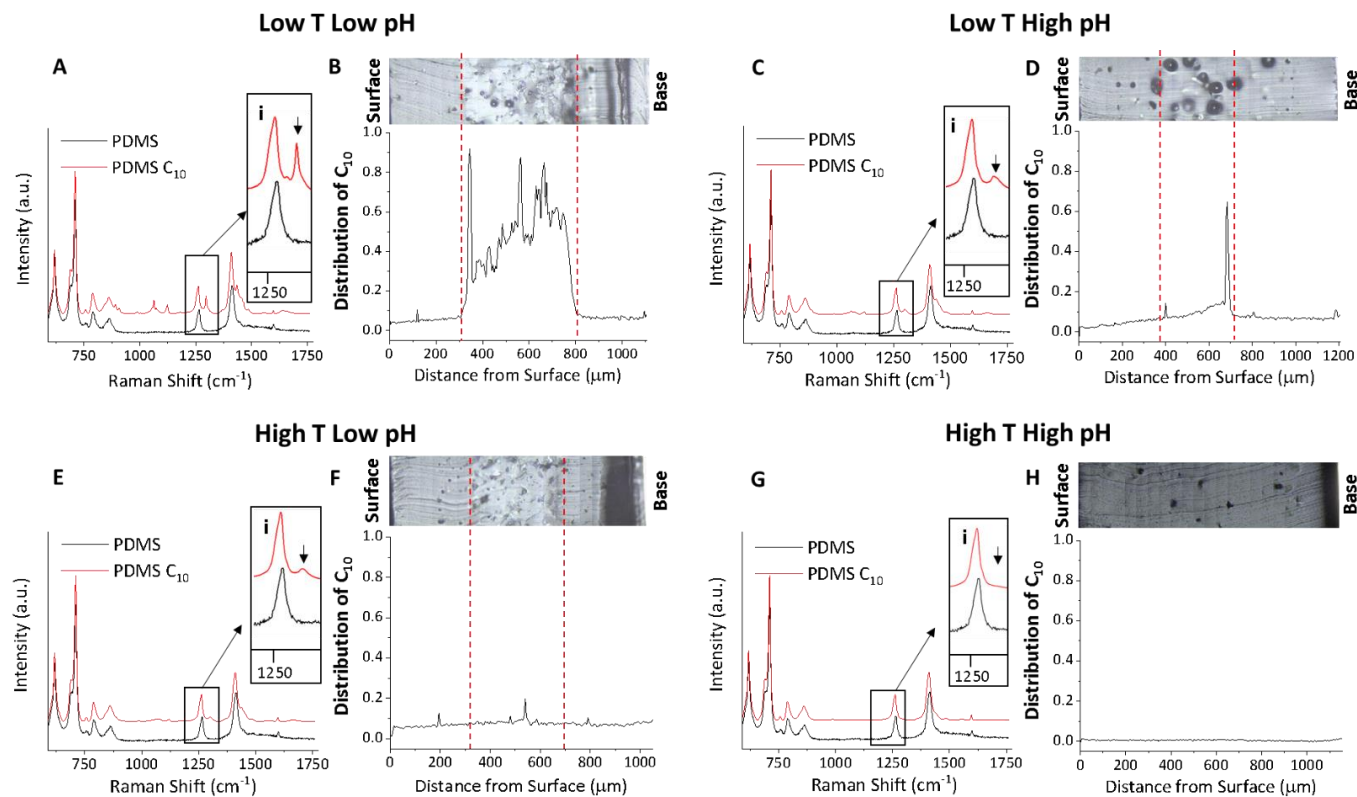 Low T Low pH
A
Intensity (a.u.)
PDMS
PDMS C10
i
1250
750 1000 1250 1500 1750
Raman Shift (cm-1)
B
Surface
Base
Distribution of C10
1.0
0.8
0.6
0.4
0.2
0.0
0 200 400 600 800 1000
Distance from Surface (μm)
Low T High pH
C
Intensity (a.u.)
PDMS
PDMS C10
i
1250
750 1000 1250 1500 1750
Raman Shift (cm-1)
D
Surface
Base
Distribution of C10
1.0
0.8
0.6
0.4
0.2
0.0
0 200 400 600 800 1000 1200
Distance from Surface (μm)
High T Low pH
E
Intensity (a.u.)
PDMS
PDMS C10
i
1250
750 1000 1250 1500 1750
Raman Shift (cm-1)
F
Surface
Base
Distribution of C10
1.0
0.8
0.6
0.4
0.2
0.0
0 200 400 600 800 1000
Distance from Surface (μm)
High T High pH
G
Intensity (a.u.)
PDMS
PDMS C10
i
1250
750 1000 1250 1500 1750
Raman Shift (cm-1)
H
Surface
Base
Distribution of C10
1.0
0.8
0.6
0.4
0.2
0.0
0 200 400 600 800 1000
Distance from Surface (μm)